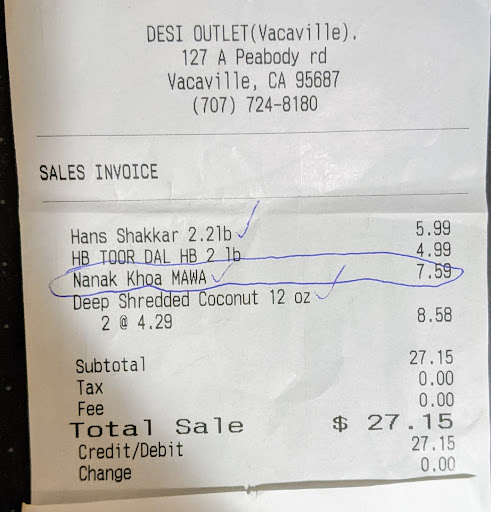 DESI OUTLET(Vacaville).
127 A Peabody rd
Vacaville, CA 95687
(707) 724-8180
SALES INVOICE
Hans Shakkar 2.2lb 5.99
HB TOOR DAL HB 2 lb 4.99
Nanak Khoa MAWA 7.59
Deep Shredded Coconut 12 oz
2 @ 4.29 8.58
Subtotal 27.15
Tax 0.00
Fee 0.00
Total Sale $ 27.15
Credit/Debit 27.15
Change 0.00